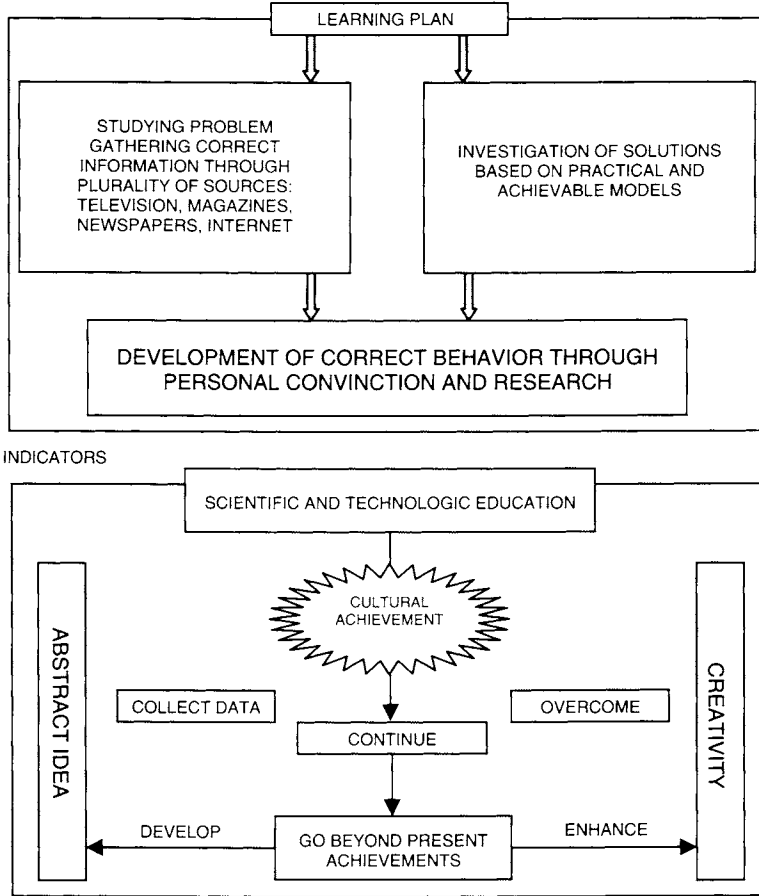 LEARNING PLAN
STUDYING PROBLEM
GATHERING CORRECT
INFORMATION THROUGH
PLURALITY OF SOURCES:
TELEVISION, MAGAZINES,
NEWSPAPERS, INTERNET
INVESTIGATION OF SOLUTIONS
BASED ON PRACTICAL AND
ACHIEVABLE MODELS
DEVELOPMENT OF CORRECT BEHAVIOR THROUGH
PERSONAL CONVINCTION AND RESEARCH
INDICATORS
SCIENTIFIC AND TECHNOLOGIC EDUCATION
CULTURAL
ACHIEVEMENT
ABSTRACT IDEA
COLLECT DATA
OVERCOME
CREATIVITY
CONTINUE
DEVELOP
GO BEYOND PRESENT
ACHIEVEMENTS
ENHANCE